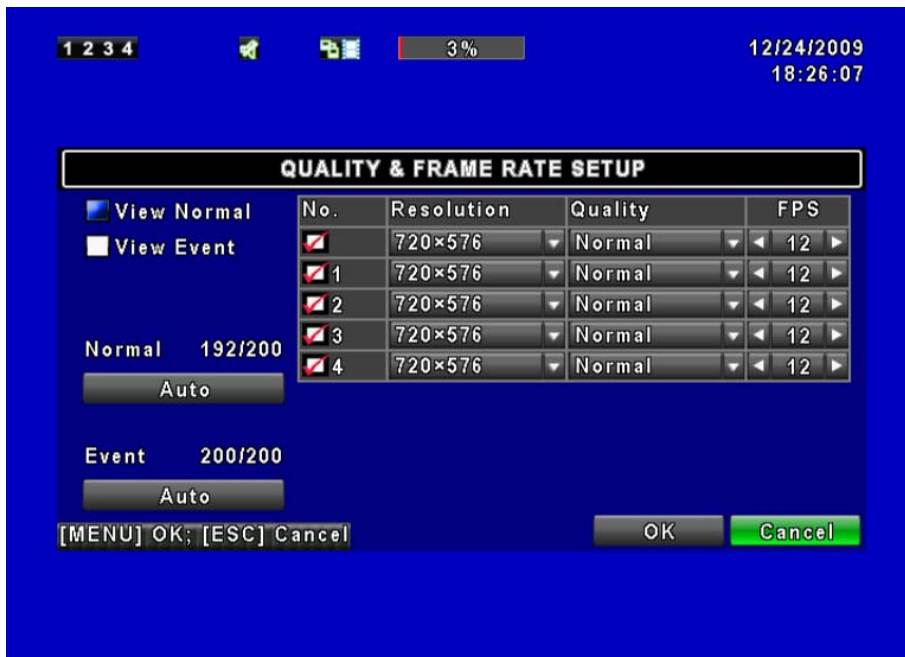 1 2 3 4 3% 12/24/2009
18:26:07
QUALITY & FRAME RATE SETUP
View Normal No. Resolution Quality FPS
View Event 720×576 Normal 12
1 720×576 Normal 12
2 720×576 Normal 12
3 720×576 Normal 12
Normal 192/200
4 720×576 Normal 12
Auto
Event 200/200
Auto
[MENU] OK; [ESC] Cancel OK Cancel